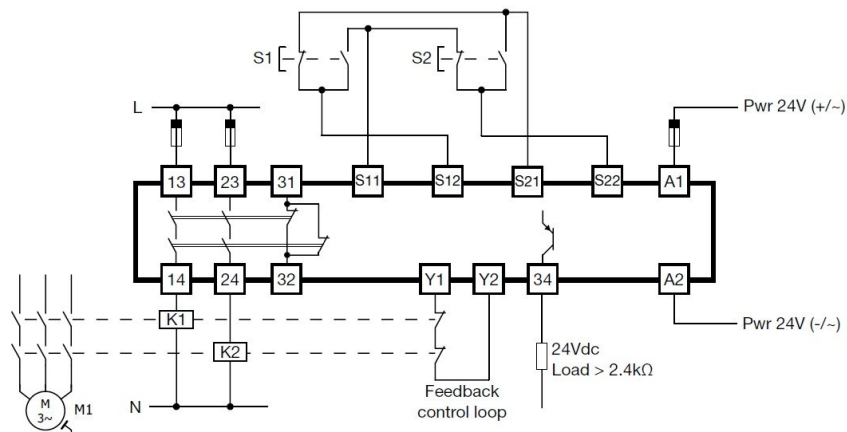 S1
S2
L
Pwr 24V (+/~)
13
23
31
S11
S12
S21
S22
A1
14
24
32
Y1
Y2
34
A2
K1
K2
Pwr 24V (-/~)
24Vdc
Load > 2.4kΩ
Feedback
control loop
M
3~
M1
N